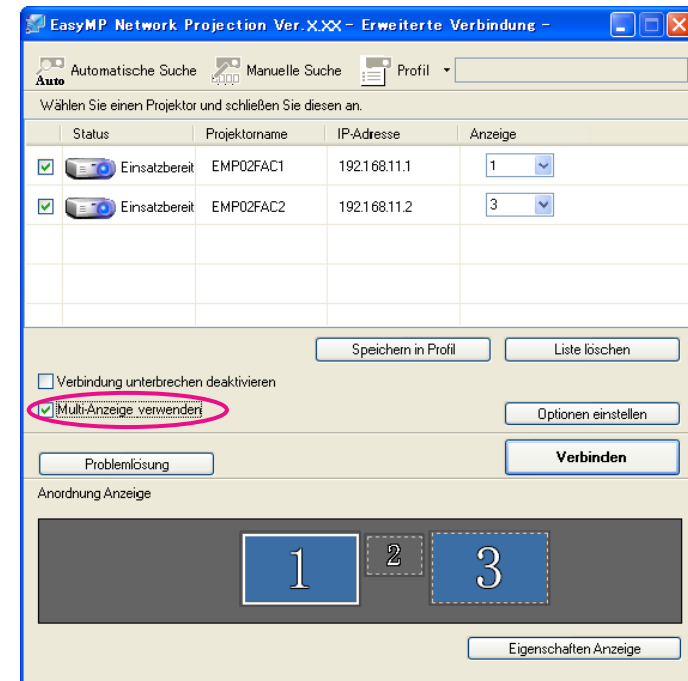 EasyMP Network Projection Ver.X.XX - Erweiterte Verbindung -
Auto Automatische Suche Manuelle Suche Profil
Wählen Sie einen Projektor und schließen Sie diesen an.
Status Projektorname IP-Adresse Anzeige
Einsatzbereit EMP02FAC1 192.168.11.1 1
Einsatzbereit EMP02FAC2 192.168.11.2 3
Speichern in Profil Liste löschen
Verbindung unterbrechen deaktivieren
Multi-Anzeige verwenden
Optionen einstellen
Problemlösung Verbinden
Anordnung Anzeige
1 2 3
Eigenschaften Anzeige